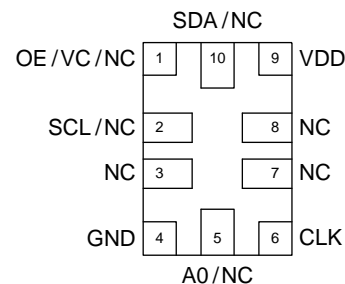 SDA/NC
OE/VC/NC 1 10 9 VDD
SCL/NC 2 8 NC
NC 3 7 NC
GND 4 5 6 CLK
A0/NC